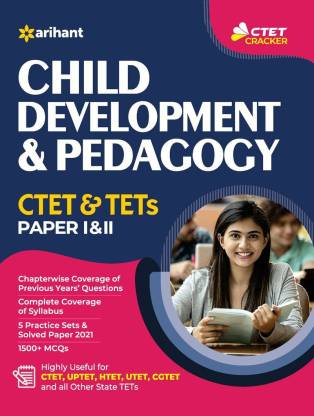 arihant
CTET
CRACKER
CHILD
DEVELOPMENT
& PEDAGOGY
CTET & TETs
PAPER I & II
Chapterwise Coverage of
Previous Years' Questions
Complete Coverage
of Syllabus
5 Practice Sets &
Solved Paper 2021
1500+ MCQs
Highly Useful for
CTET, UPTET, HTET, UTET, CGTET
and all Other State TETs